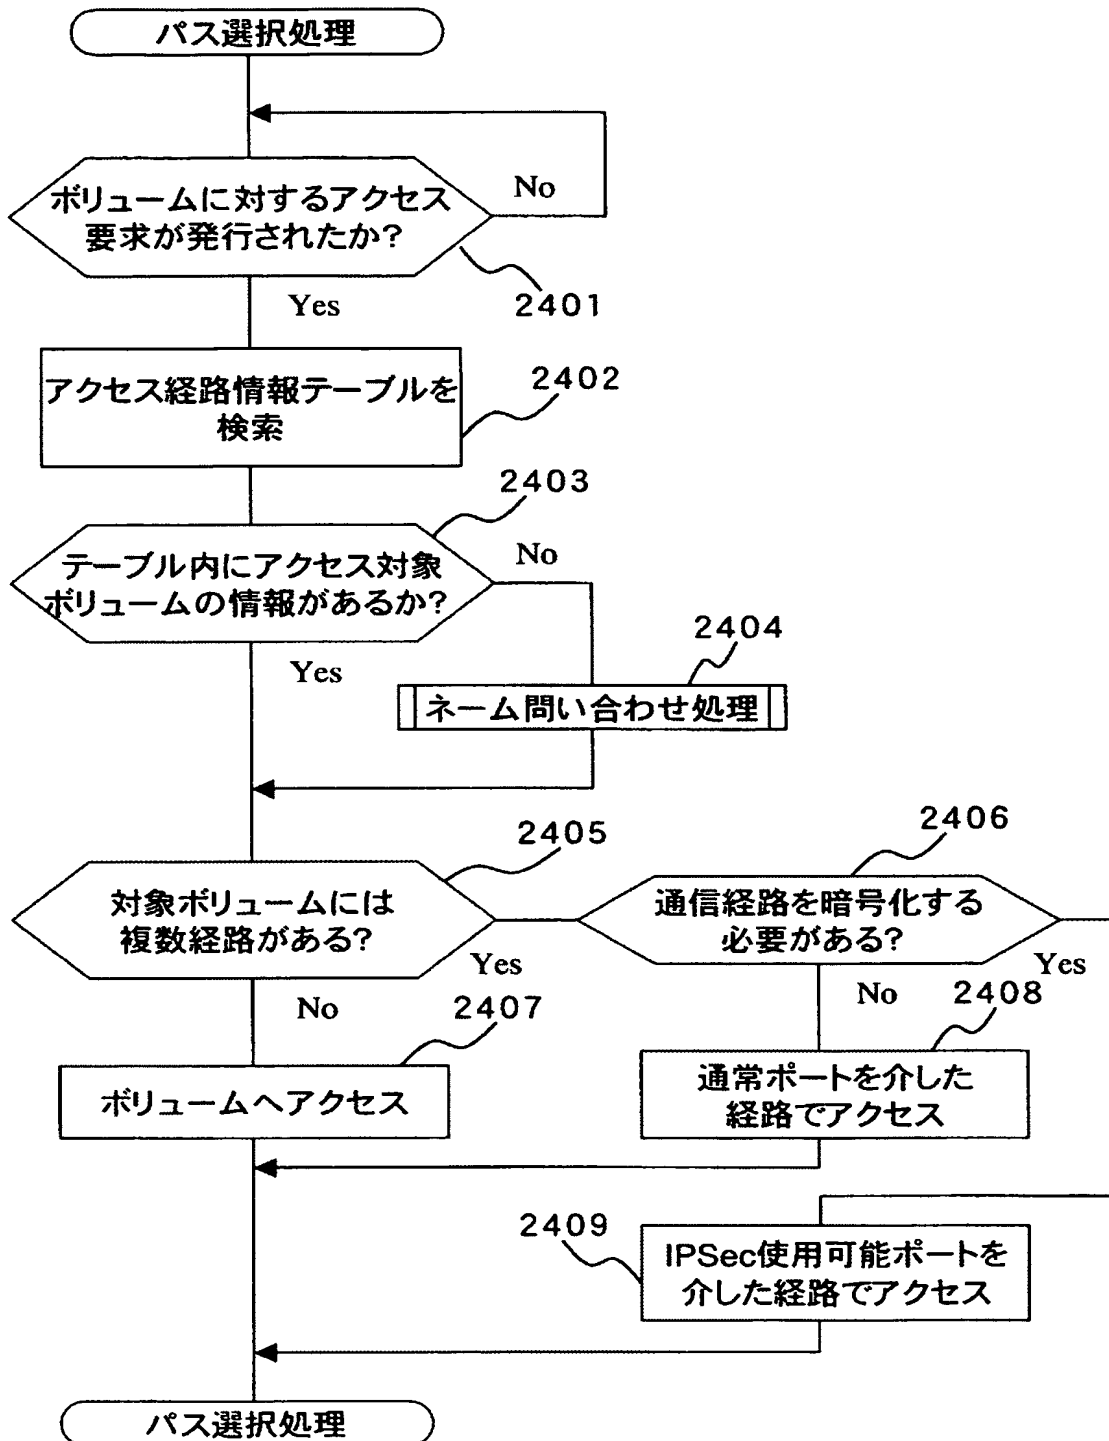 パス選択処理
ボリュームに対するアクセス
要求が発行されたか?
No
2401
Yes
アクセス経路情報テーブルを
検索
2402
2403
テーブル内にアクセス対象
ボリュームの情報があるか?
No
Yes
2404
ネーム問い合わせ処理
2405
2406
対象ボリュームには
複数経路がある?
Yes
通信経路を暗号化する
必要がある?
Yes
No
2407
No
2408
ボリュームへアクセス
通常ポートを介した
経路でアクセス
2409
IPSec使用可能ポートを
介した経路でアクセス
パス選択処理